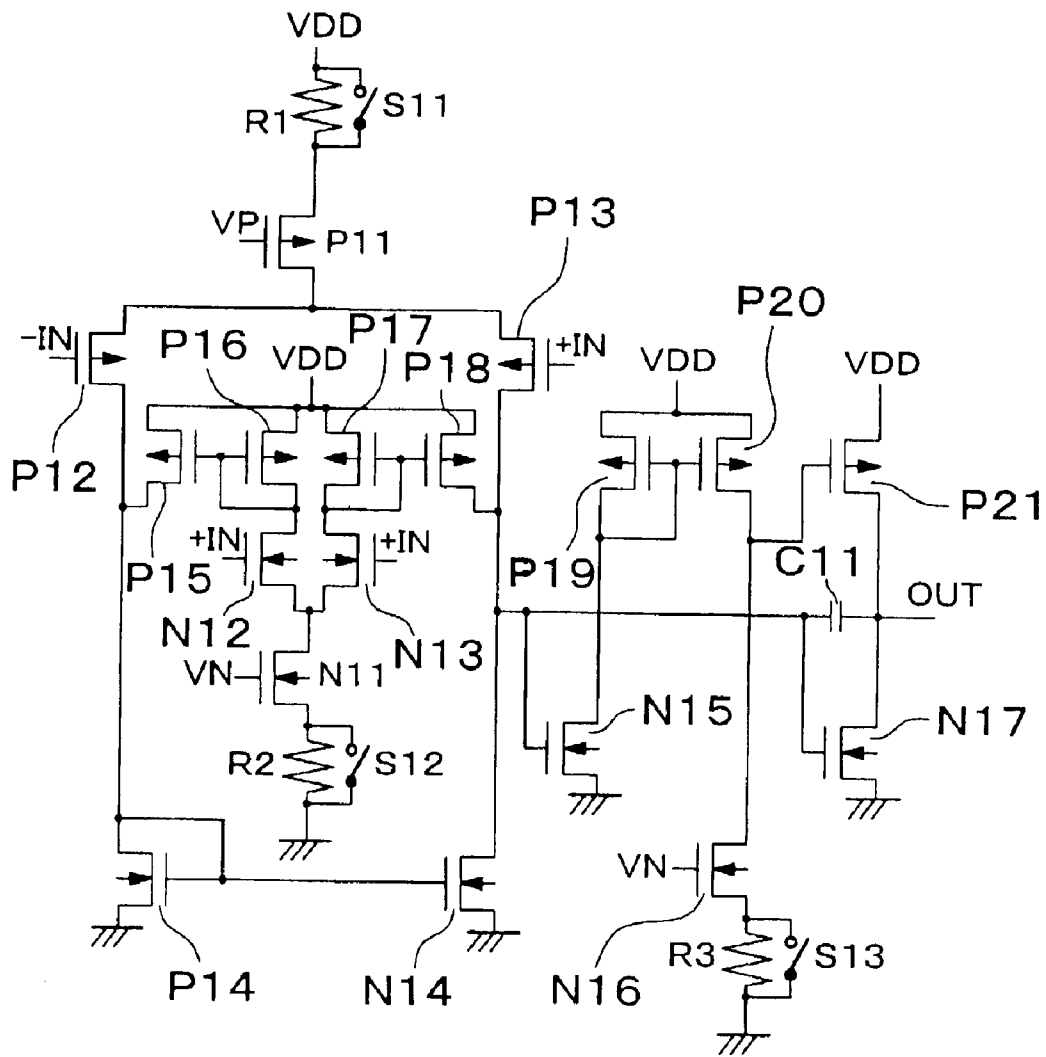 VDD
R1
S11
VP
P11
P13
-IN
P16
P17
VDD
P18
+IN
P20
VDD
VDD
P12
P15
+IN
+IN
P19
P21
C11
OUT
N12
N13
VN
N11
N15
N17
R2
S12
VN
P14
N14
N16
R3
S13